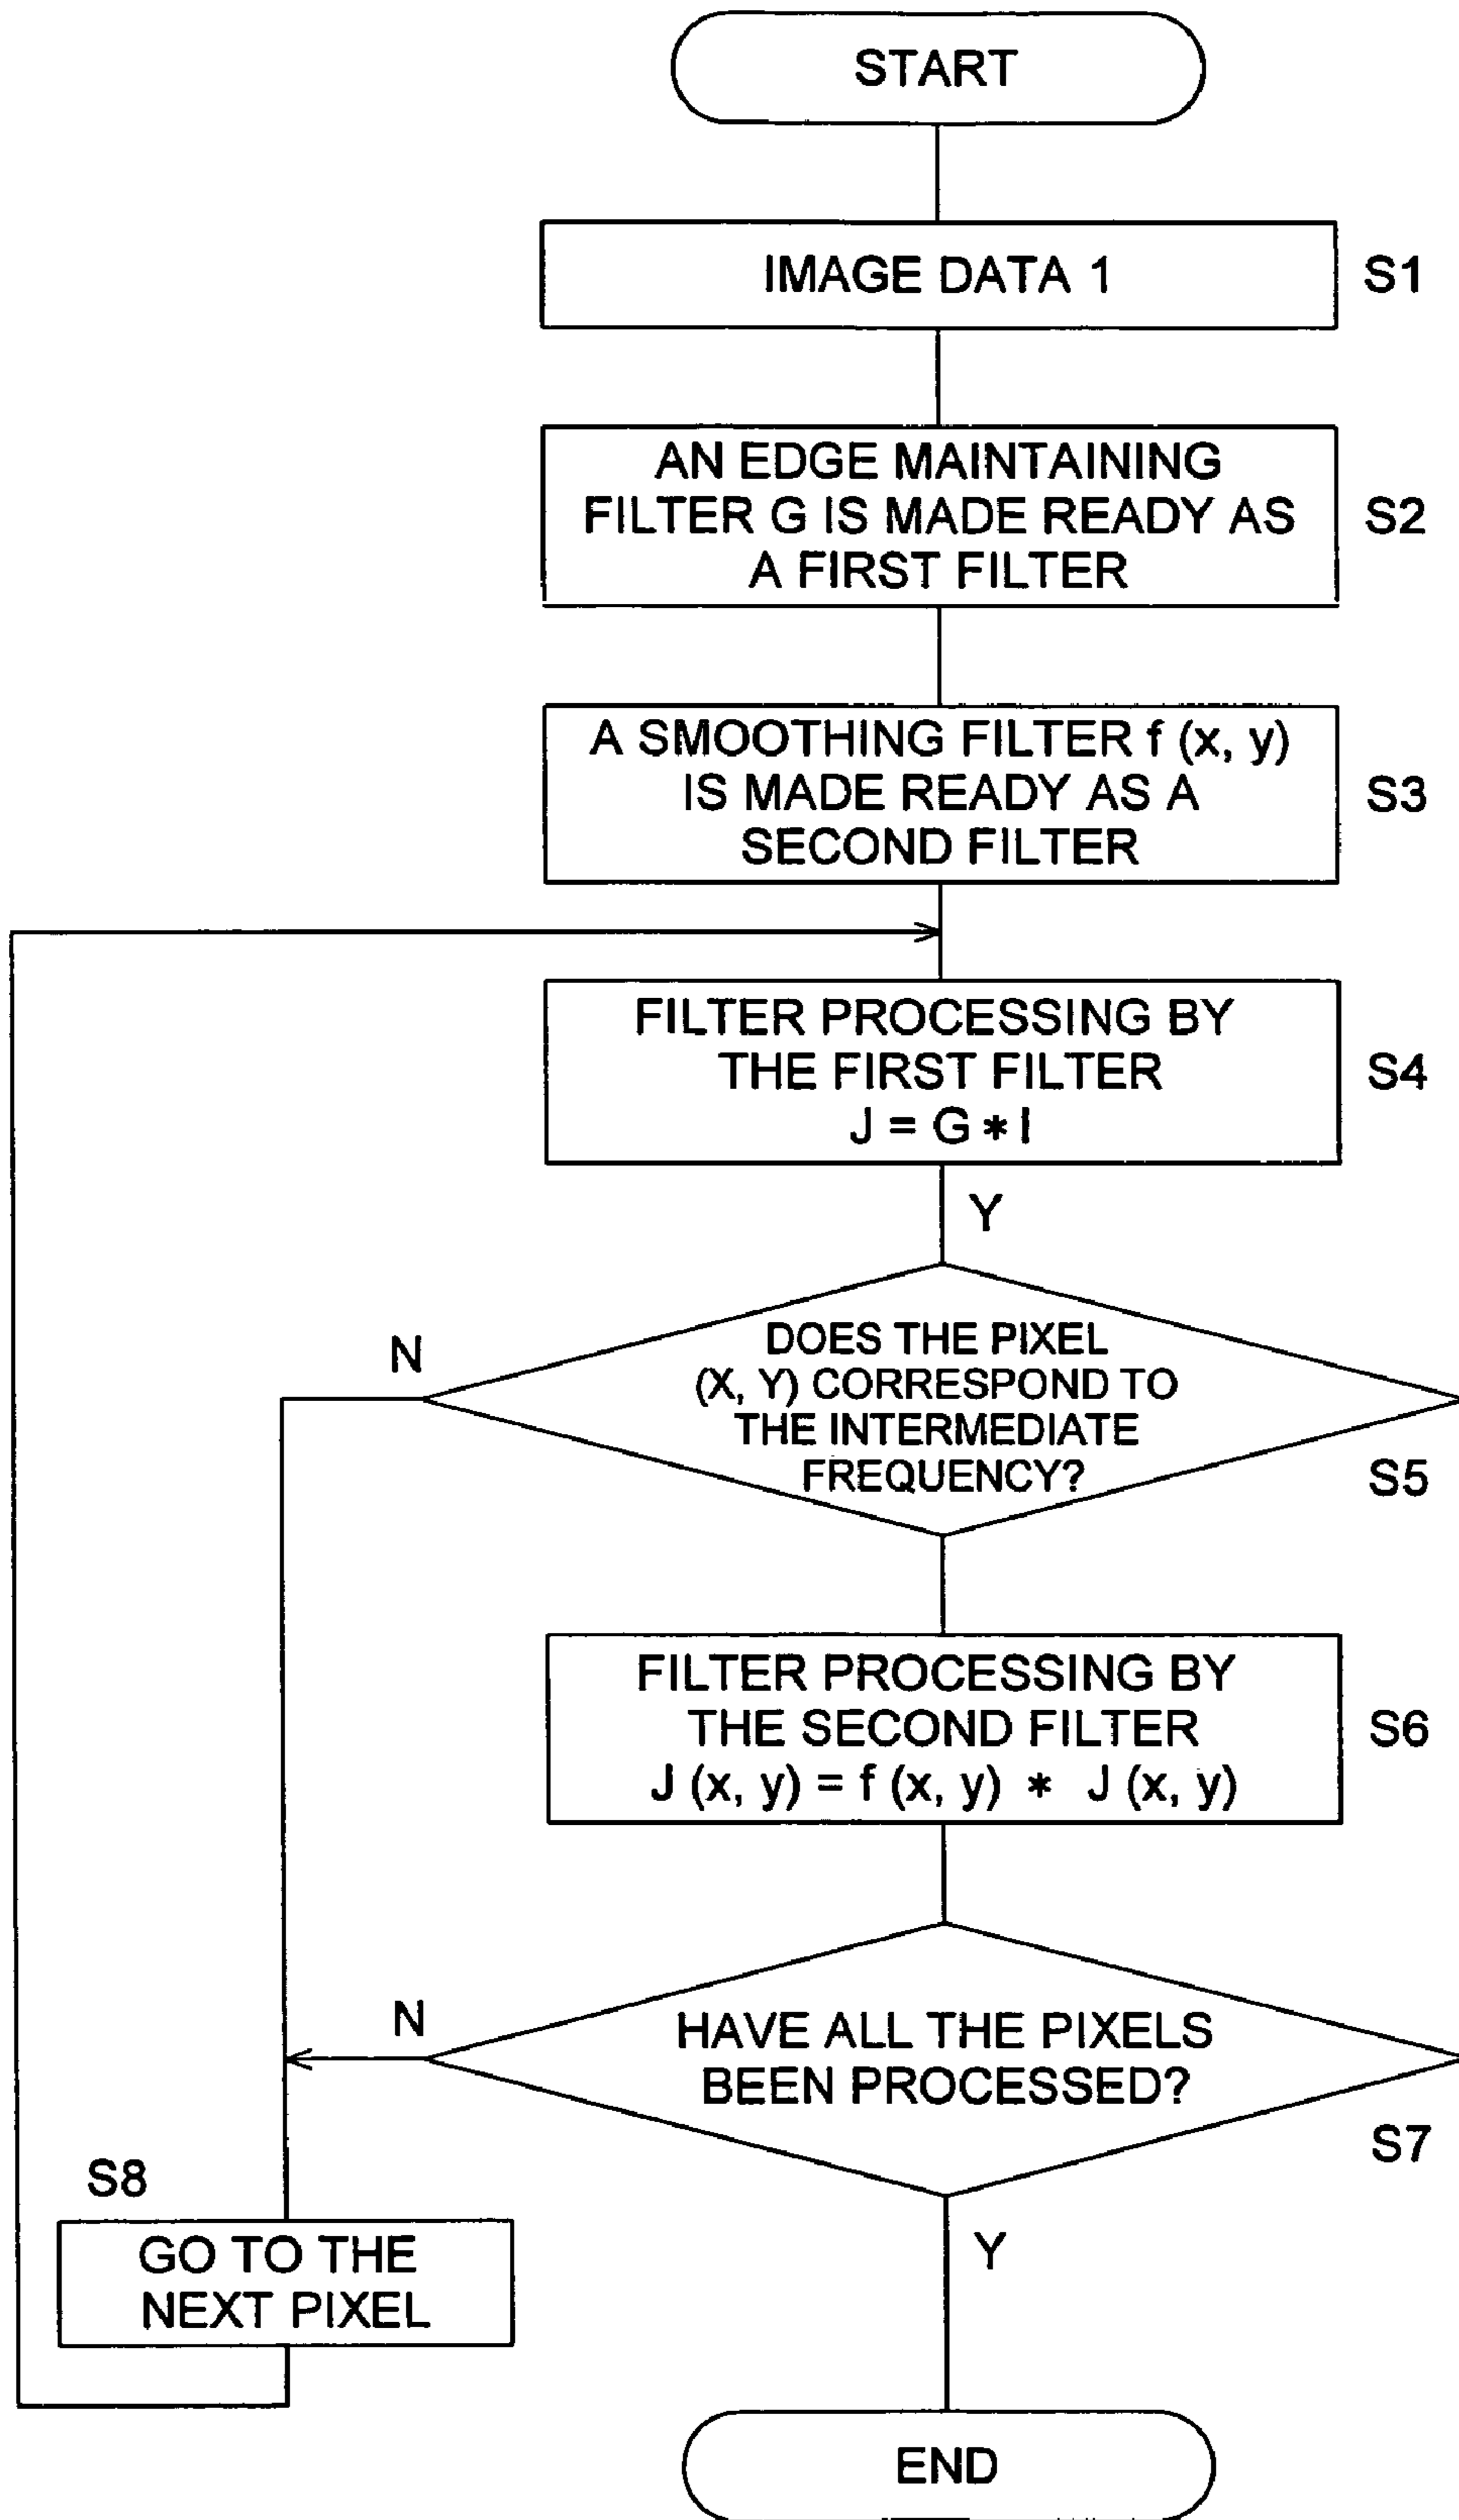 START
IMAGE DATA 1
S1
AN EDGE MAINTAINING
FILTER G IS MADE READY AS
A FIRST FILTER
S2
A SMOOTHING FILTER f (x, y)
IS MADE READY AS A
SECOND FILTER
S3
FILTER PROCESSING BY
THE FIRST FILTER
J = G * I
S4
Y
N
DOES THE PIXEL
(X, Y) CORRESPOND TO
THE INTERMEDIATE
FREQUENCY?
S5
FILTER PROCESSING BY
THE SECOND FILTER
J (x, y) = f (x, y) * J (x, y)
S6
N
HAVE ALL THE PIXELS
BEEN PROCESSED?
S7
S8
GO TO THE
NEXT PIXEL
Y
END